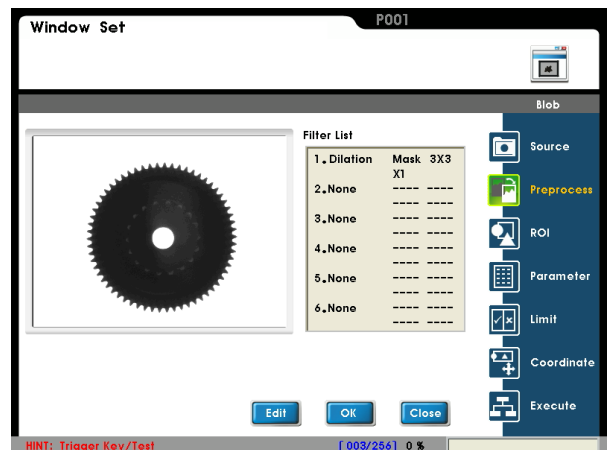 Window Set
P001
Blob
Filter List
1.Dilation Mask 3X3
X1
2.None ---- ----
---- ----
3.None ---- ----
---- ----
4.None ---- ----
---- ----
5.None ---- ----
---- ----
6.None ---- ----
---- ----
Source
Preprocess
ROI
Parameter
Limit
Coordinate
Execute
Edit
OK
Close
HINT: Trigger Key/Test
[003/256] 0 %